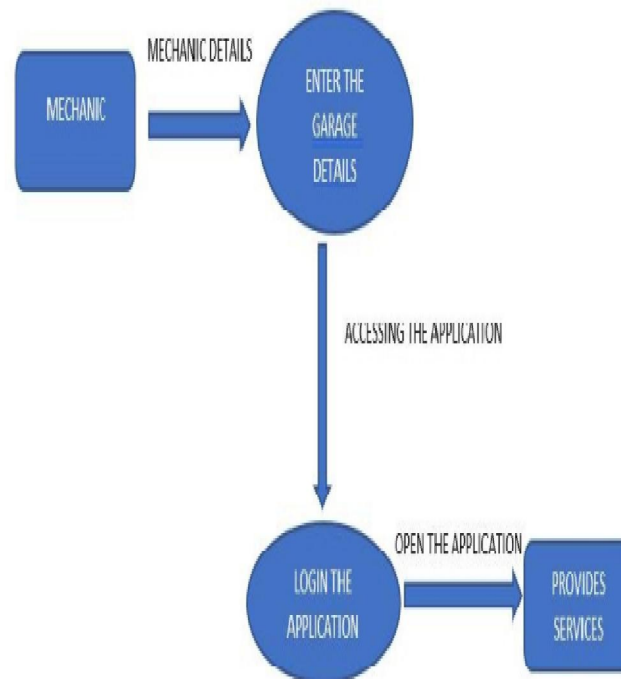 MECHANIC DETAILS
MECHANIC
ENTER THE
GARAGE
DETAILS
ACCESSING THE APPLICATION
OPEN THE APPLICATION
LOGIN THE
APPLICATION
PROVIDES
SERVICES